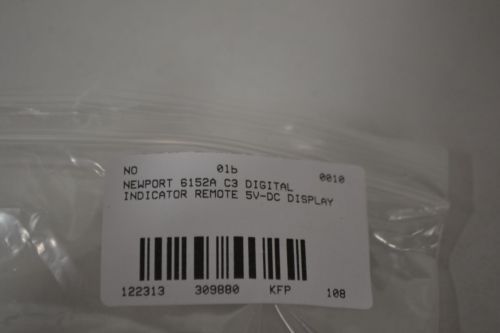 NO 01b 0010
NEWPORT 6152A C3 DIGITAL
INDICATOR REMOTE 5V-DC DISPLAY
122313 309880 KFP 108